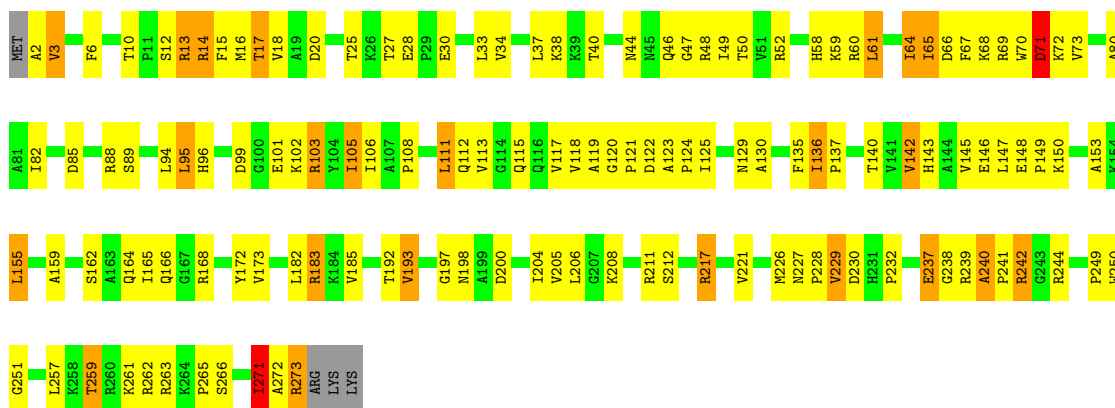 MET A2 V3 F6 T10 P11 S12 R13 R14 F15 M16 T17 V18 A19 D20 T25 K26 T27 E28 P29 E30 L33 V34 L37 K38 K39 T40 N44 N45 Q46 G47 R48 I49 T50 V51 R52 H58 K59 R60 L61 I64 I65 D66 F67 K68 R69 W70 D71 K72 V73
A81 I82 D85 R88 S89 L94 L95 H96 D99 G100 E101 K102 R103 Y104 I105 I106 A107 P108 L111 Q112 V113 G114 Q115 Q116 V117 V118 A119 G120 P121 D122 A123 P124 I125 N129 A130 F135 I136 P137 T140 V141 V142 H143 A144 V145 E146 L147 E148 P149 K150 A153
L155 A159 S162 A163 Q164 I165 Q166 G167 R168 Y172 V173 L182 R183 K184 V185 T192 V193 G197 N198 A199 D200 I204 V205 L206 G207 K208 R211 S212 R217 V221 M226 N227 P228 V229 D230 H231 P232 E237 G238 R239 A240 P241 R242 G243 R244 P249
G251 L257 K258 T259 R260 K261 R262 R263 K264 P265 S266 I271 A272 R273 ARG LYS LYS